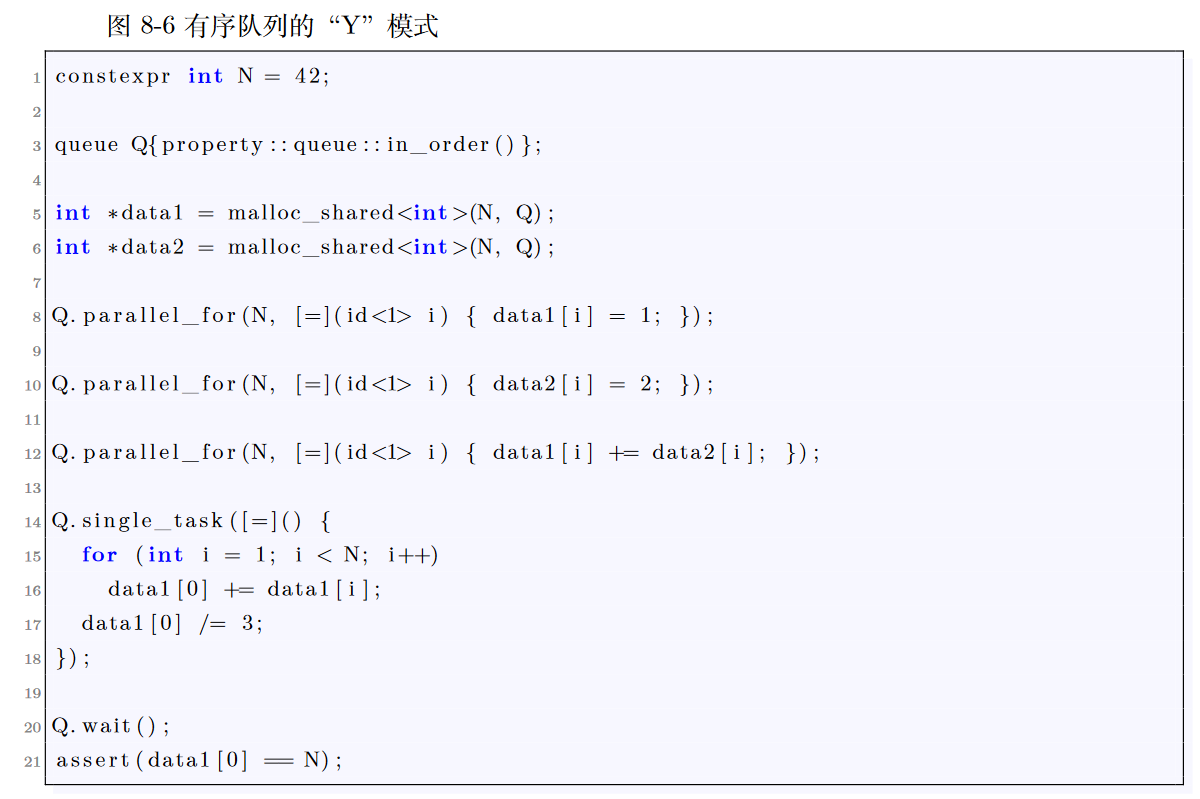 图 8-6 有序队列的“Y”模式
1 constexpr int N = 42;
2
3 queue Q{property::queue::in_order()};
4
5 int *data1 = malloc_shared<int>(N, Q);
6 int *data2 = malloc_shared<int>(N, Q);
7
8 Q.parallel_for(N, [=](id<1> i) { data1[i] = 1; });
9
10 Q.parallel_for(N, [=](id<1> i) { data2[i] = 2; });
11
12 Q.parallel_for(N, [=](id<1> i) { data1[i] += data2[i]; });
13
14 Q.single_task([=]() {
15   for (int i = 1; i < N; i++)
16     data1[0] += data1[i];
17   data1[0] /= 3;
18 });
19
20 Q.wait();
21 assert(data1[0] == N);